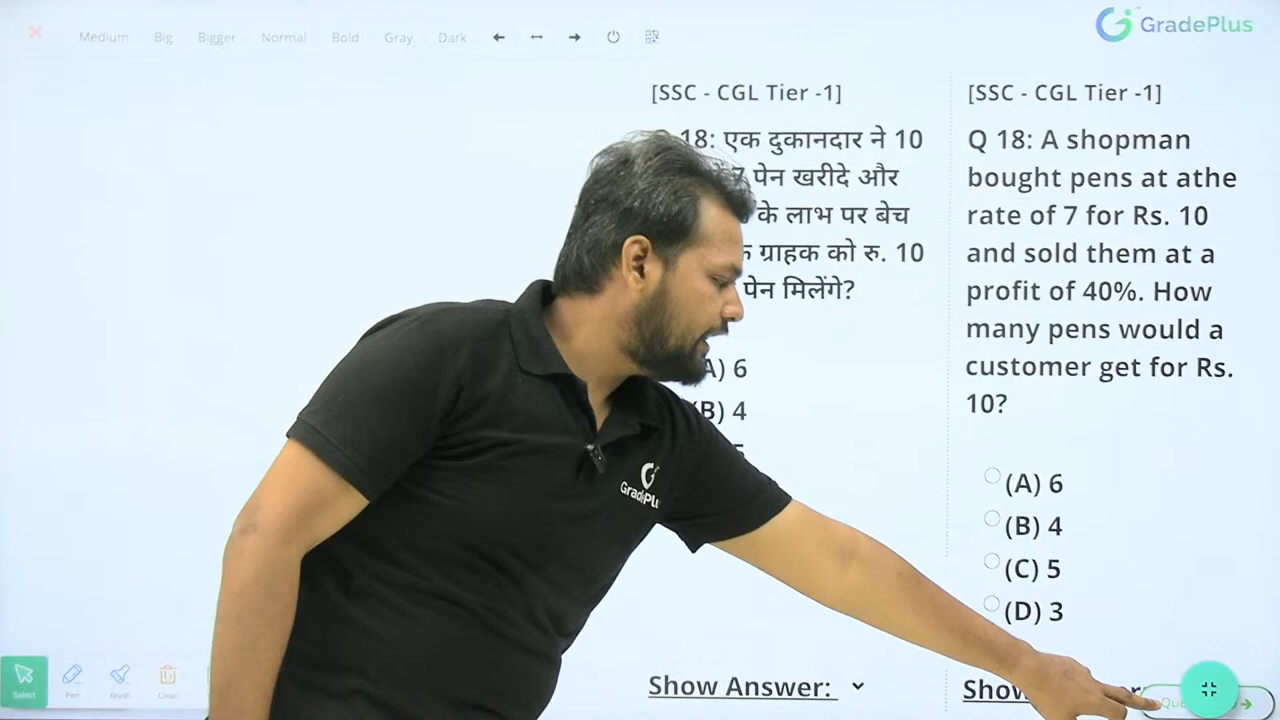 Medium Big Bigger Normal Bold Gray Dark
GradePlus
[SSC - CGL Tier -1]
18: एक दुकानदार ने 10
7 पेन खरीदे और
के लाभ पर बेच
ग्राहक को रु. 10
पेन मिलेंगे?
A) 6
(B) 4
Show Answer:
[SSC - CGL Tier -1]
Q 18: A shopman
bought pens at athe
rate of 7 for Rs. 10
and sold them at a
profit of 40%. How
many pens would a
customer get for Rs.
10?
(A) 6
(B) 4
(C) 5
(D) 3
Show
GradePlu
Select Pen Brush Clean